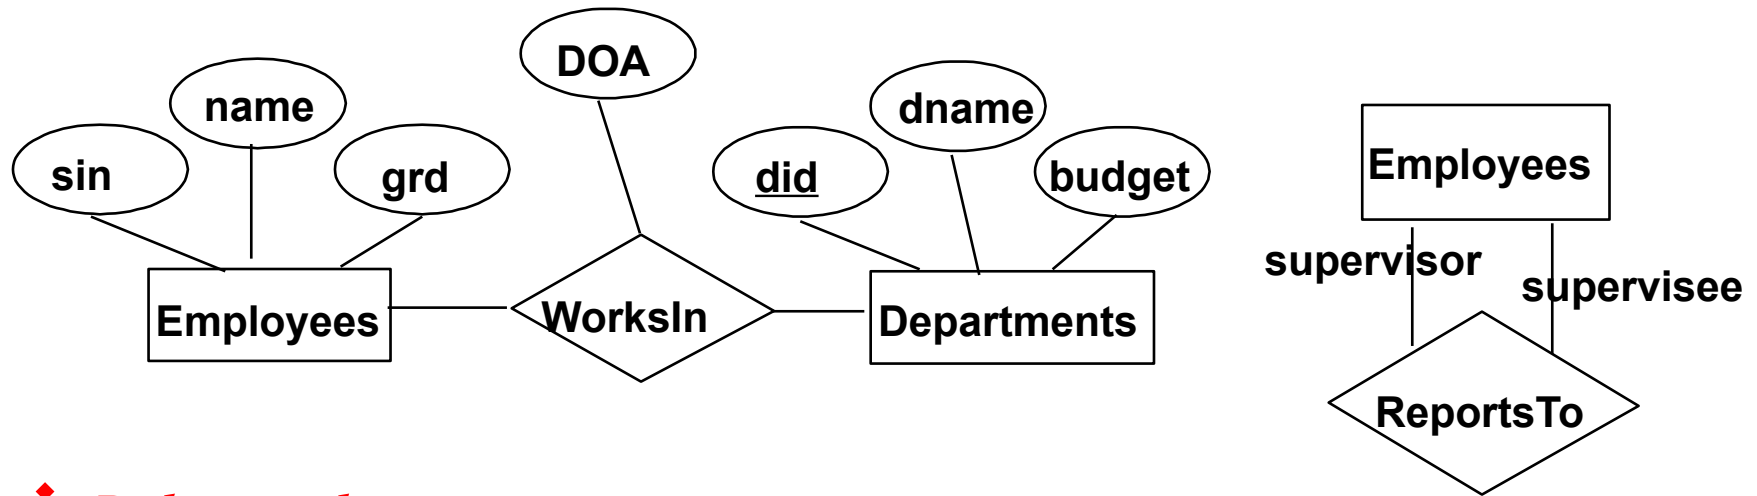 DOA
name
dname
sin
grd
did
budget
Employees
WorksIn
Departments
Employees
supervisor
supervisee
ReportsTo